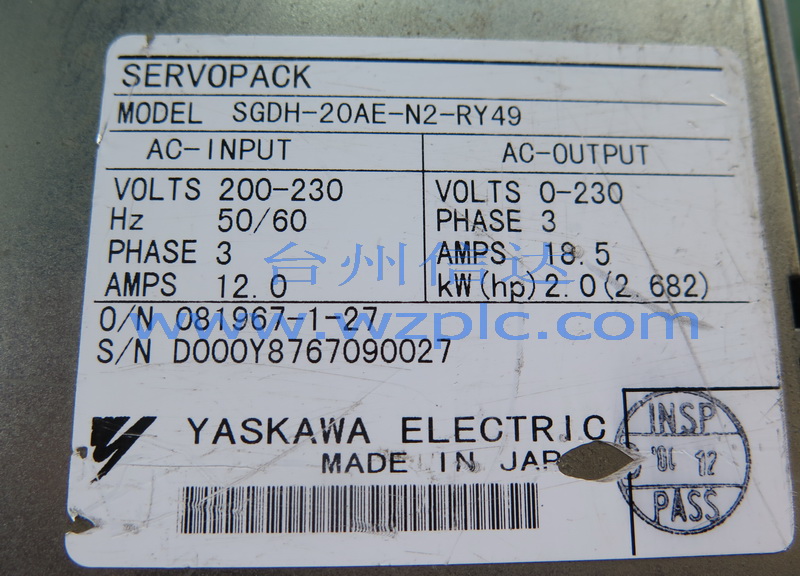 SERVOPACK
MODEL SGDH-20AE-N2-RY49
AC-INPUT
AC-OUTPUT
VOLTS 200-230
VOLTS 0-230
Hz 50/60
PHASE 3
PHASE 3
AMPS 18.5
AMPS 12.0
kW(hp)2.0(2.682)
台州信达
O/N 081967-1-27
www.wzplc.com
S/N D000Y8767090027
YASKAWA ELECTRIC
MADE IN JAP
INSP
12
PASS